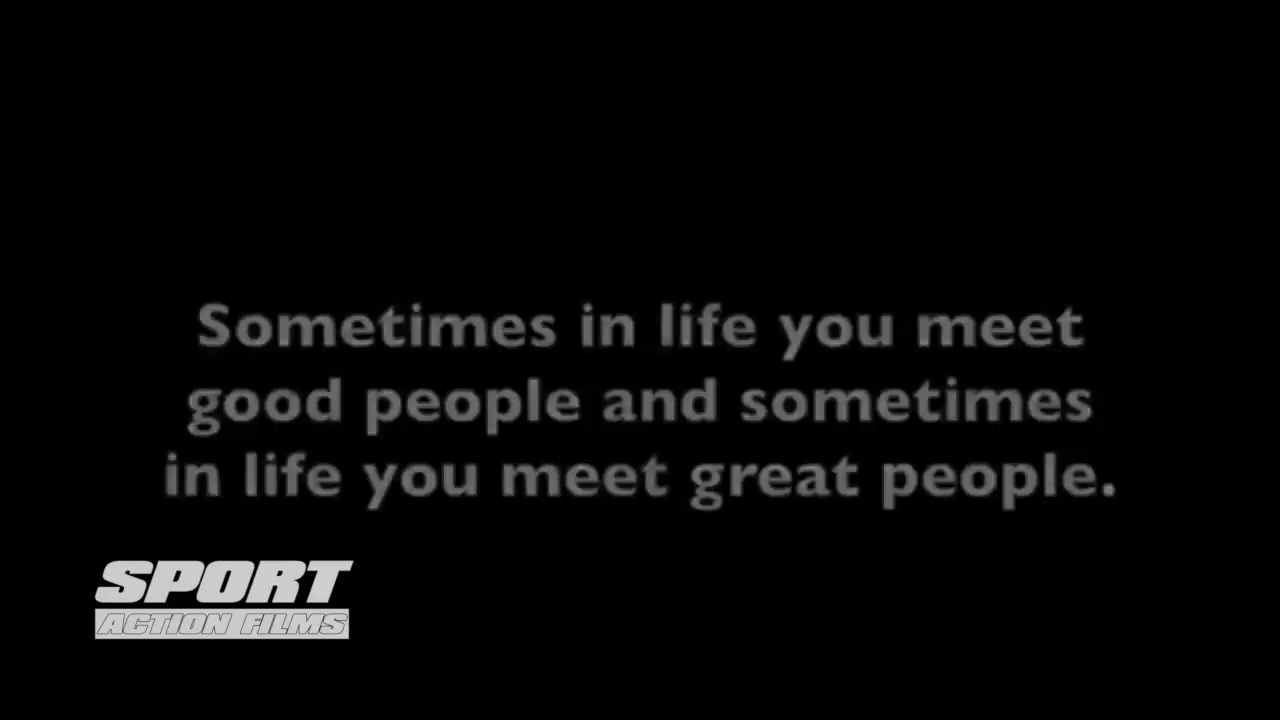 Sometimes in life you meet
good people and sometimes
in life you meet great people.
SPORT
ACTION FILMS